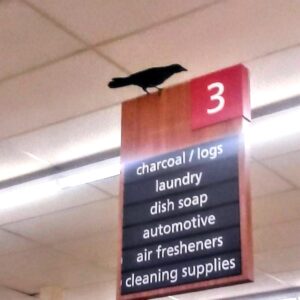 3
charcoal / logs
laundry
dish soap
automotive
air fresheners
cleaning supplies